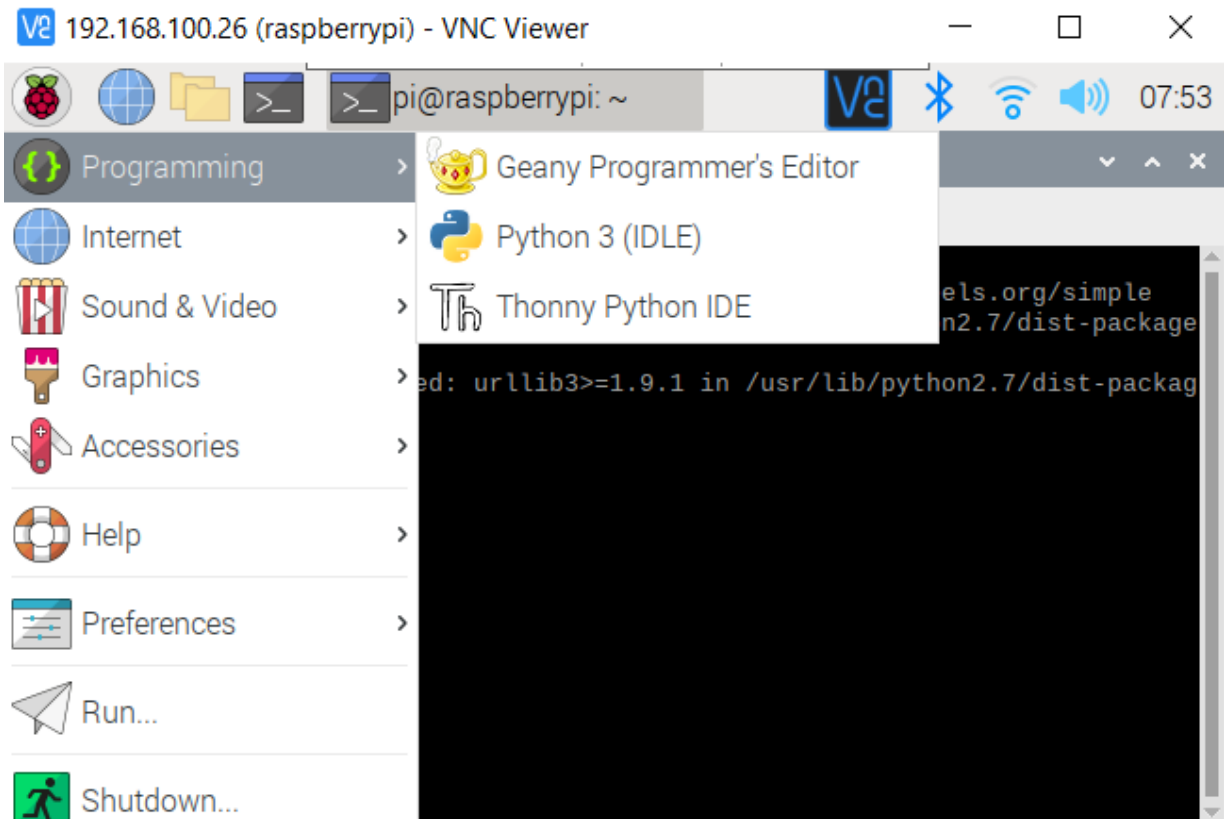 192.168.100.26 (raspberrypi) - VNC Viewer
pi@raspberrypi: ~
07:53
Programming
Geany Programmer's Editor
Internet
Python 3 (IDLE)
Sound & Video
Thonny Python IDE
els.org/simple
n2.7/dist-package
Graphics
ed: urllib3>=1.9.1 in /usr/lib/python2.7/dist-packag
Accessories
Help
Preferences
Run...
Shutdown...